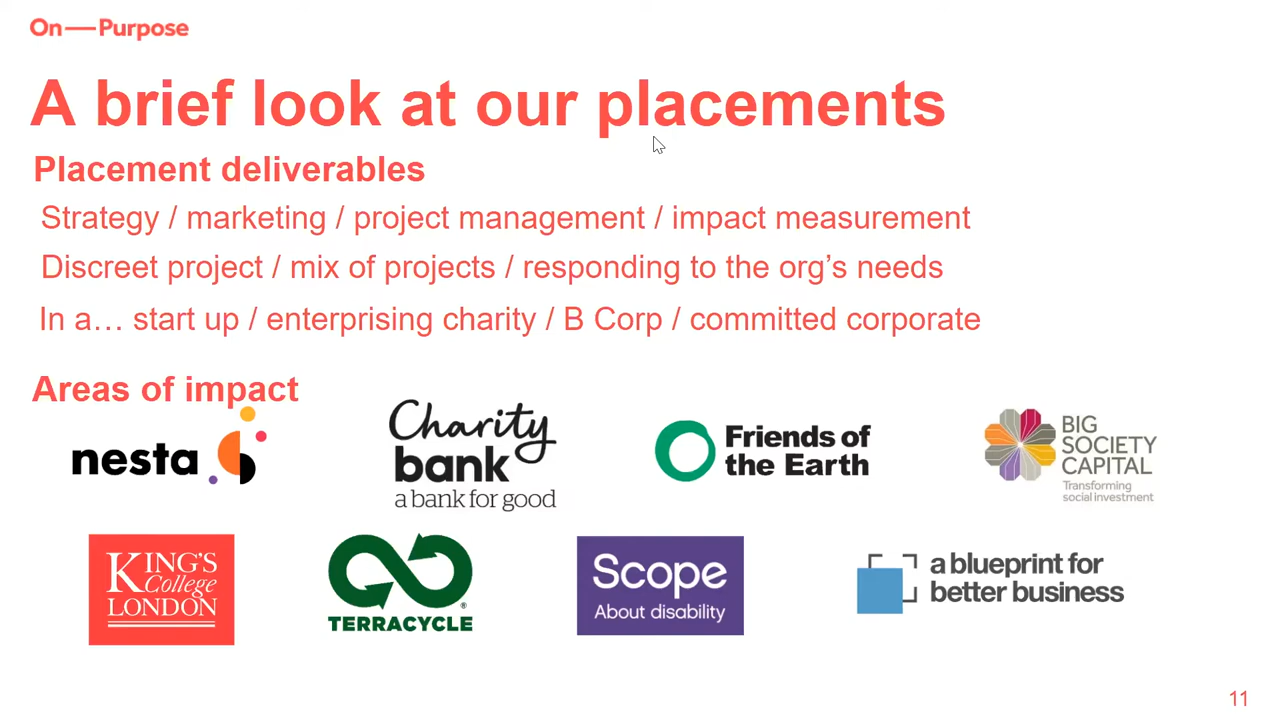 On—Purpose
A brief look at our placements
Placement deliverables
Strategy / marketing / project management / impact measurement
Discreet project / mix of projects / responding to the org’s needs
In a… start up / enterprising charity / B Corp / committed corporate
Areas of impact
nesta
Charity
bank
a bank for good
Friends of
the Earth
BIG
SOCIETY
CAPITAL
Transforming
social investment
KING'S
College
LONDON
TERRACYCLE®
Scope
About disability
a blueprint for
better business
11